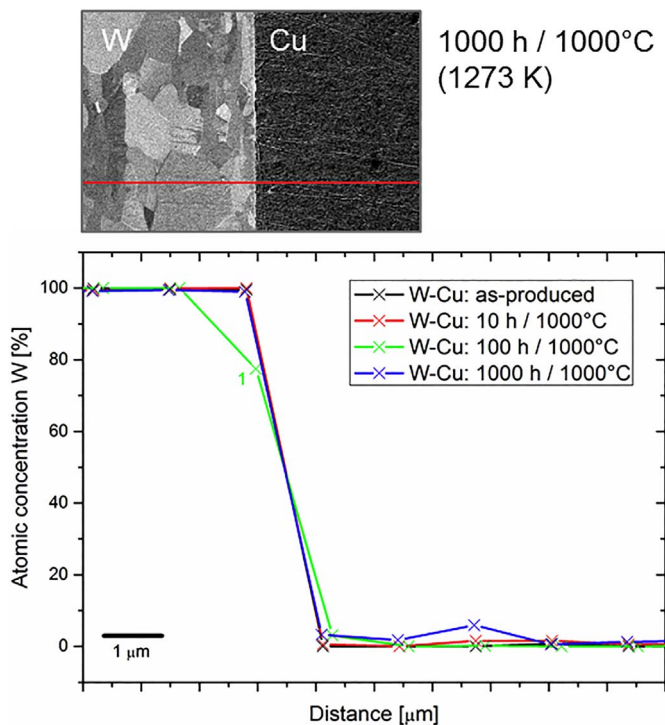 W
Cu
1000 h / 1000°C
(1273 K)
Atomic concentration W [%]
100
80
60
40
20
0
1
W-Cu: as-produced
W-Cu: 10 h / 1000°C
W-Cu: 100 h / 1000°C
W-Cu: 1000 h / 1000°C
1 μm
Distance [μm]